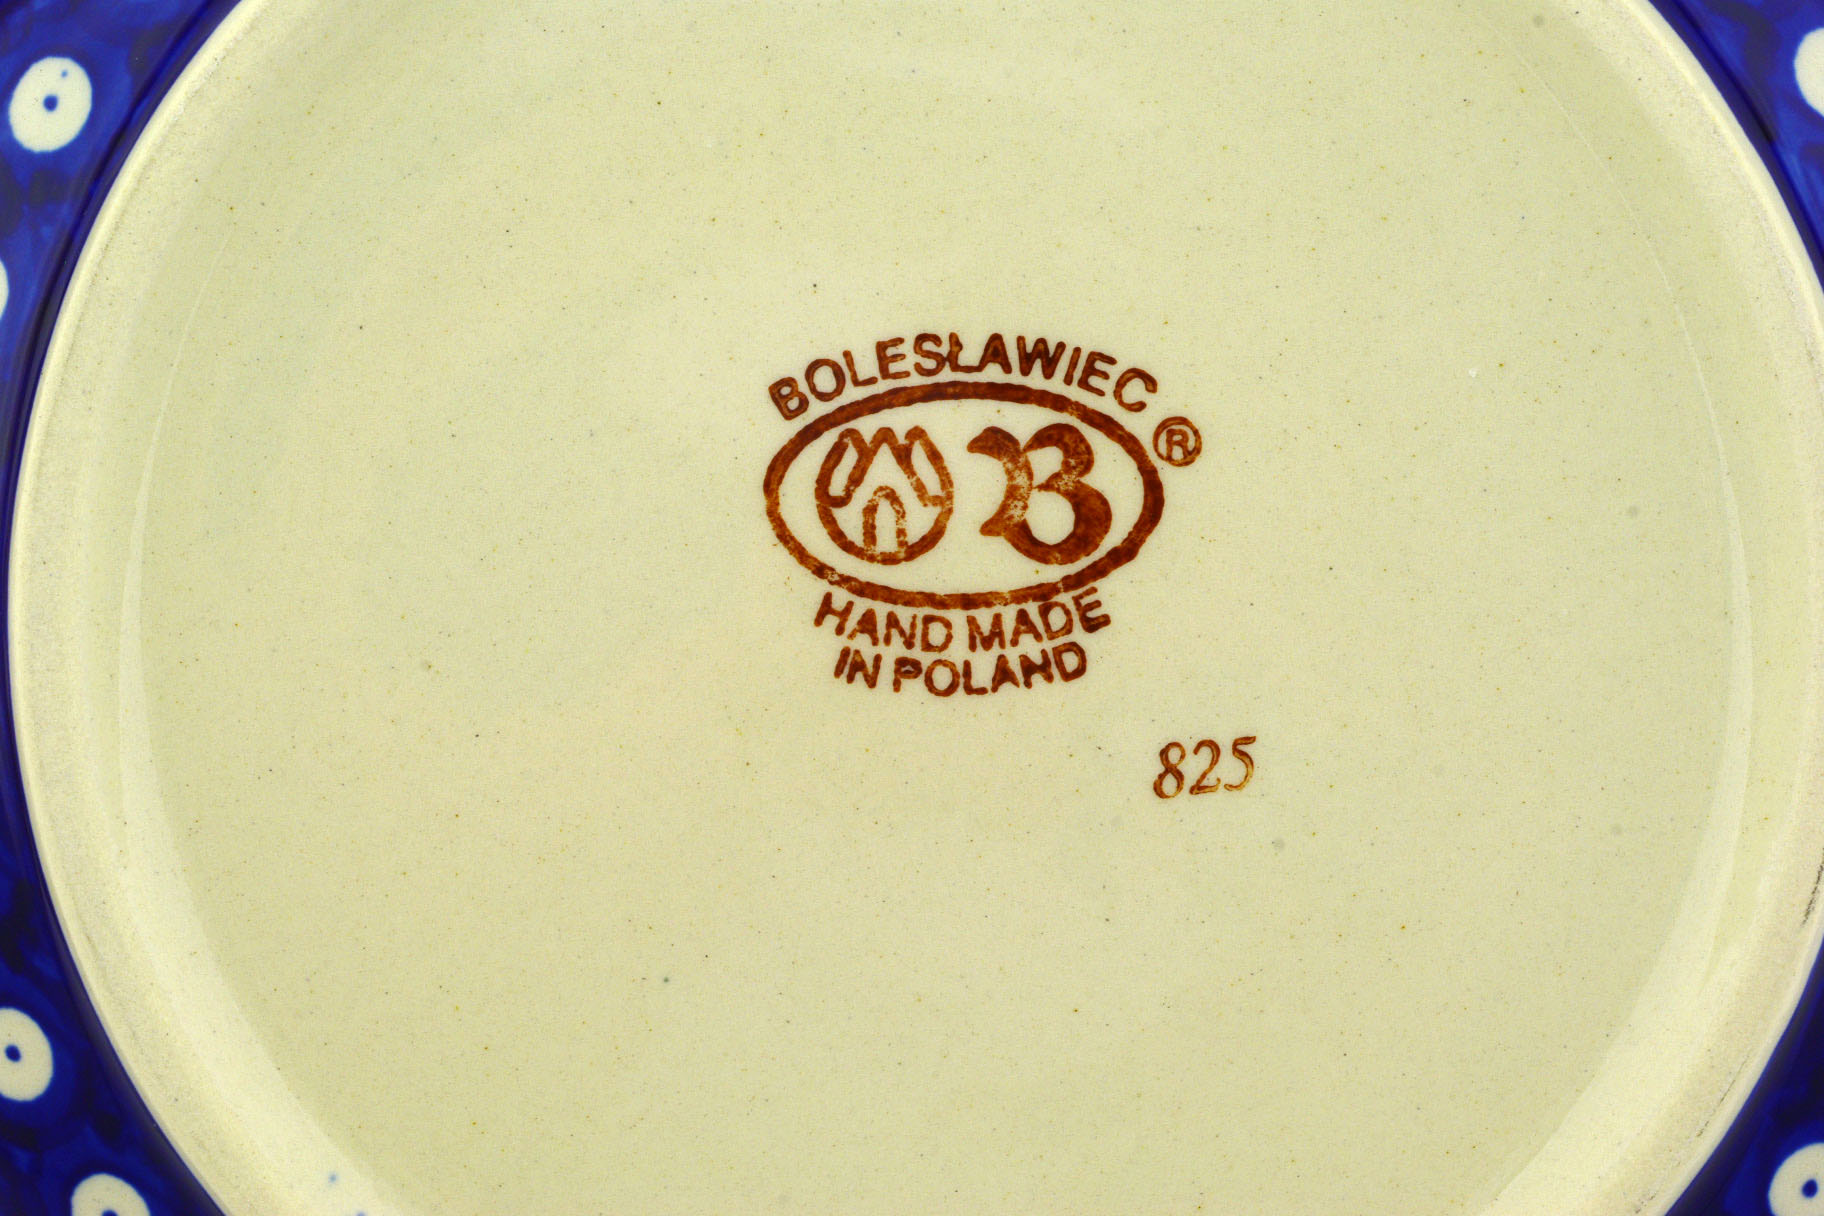 BOLESŁAWIEC
®
B
HAND MADE
IN POLAND
825